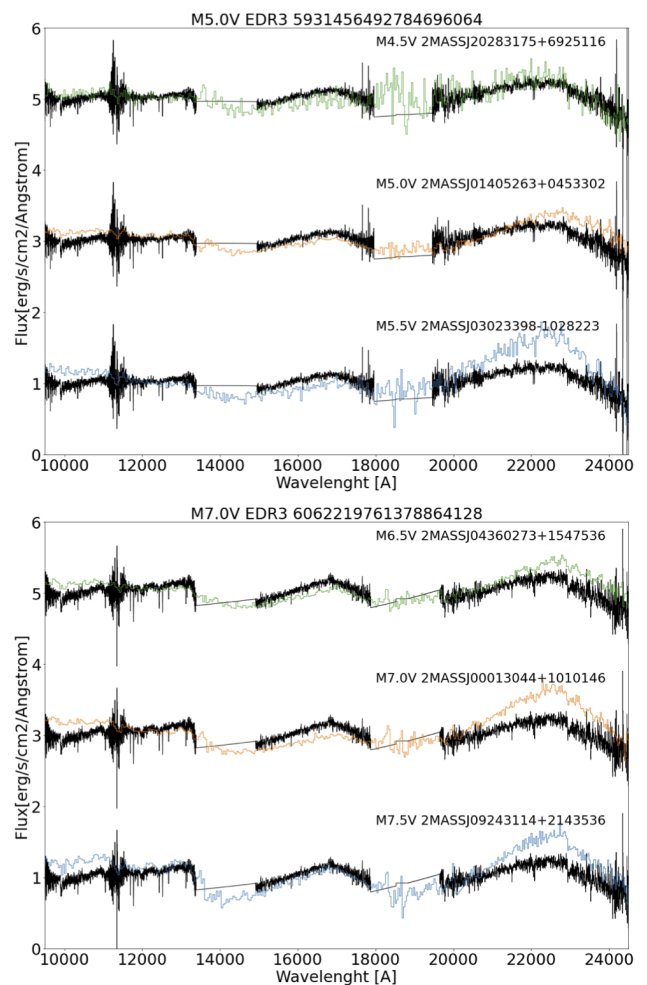 M5.0V EDR3 5931456492784696064
6
M4.5V 2MASSJ20283175+6925116
5
4
M5.0V 2MASSJ01405263+0453302
3
Flux[erg/s/cm2/Angstrom]
2
M5.5V 2MASSJ03023398-1028223
1
0
10000 12000 14000 16000 18000 20000 22000 24000
Wavelenght [A]
M7.0V EDR3 6062219761378864128
6
M6.5V 2MASSJ04360273+1547536
5
4
M7.0V 2MASSJ00013044+1010146
3
Flux[erg/s/cm2/Angstrom]
2
M7.5V 2MASSJ09243114+2143536
1
0
10000 12000 14000 16000 18000 20000 22000 24000
Wavelenght [A]